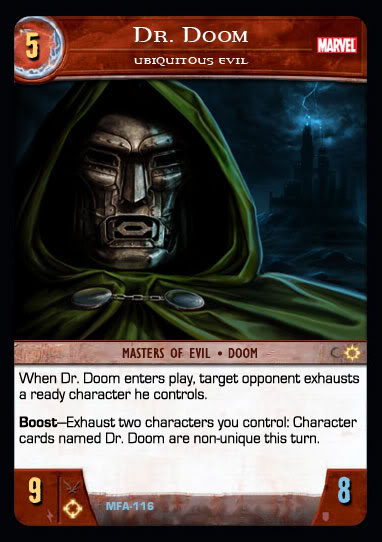 5
Dr. Doom
MARVEL
Ubiquitous Evil
MASTERS OF EVIL • DOOM
When Dr. Doom enters play, target opponent exhausts
a ready character he controls.
Boost—Exhaust two characters you control: Character
cards named Dr. Doom are non-unique this turn.
9
MFA-116
8